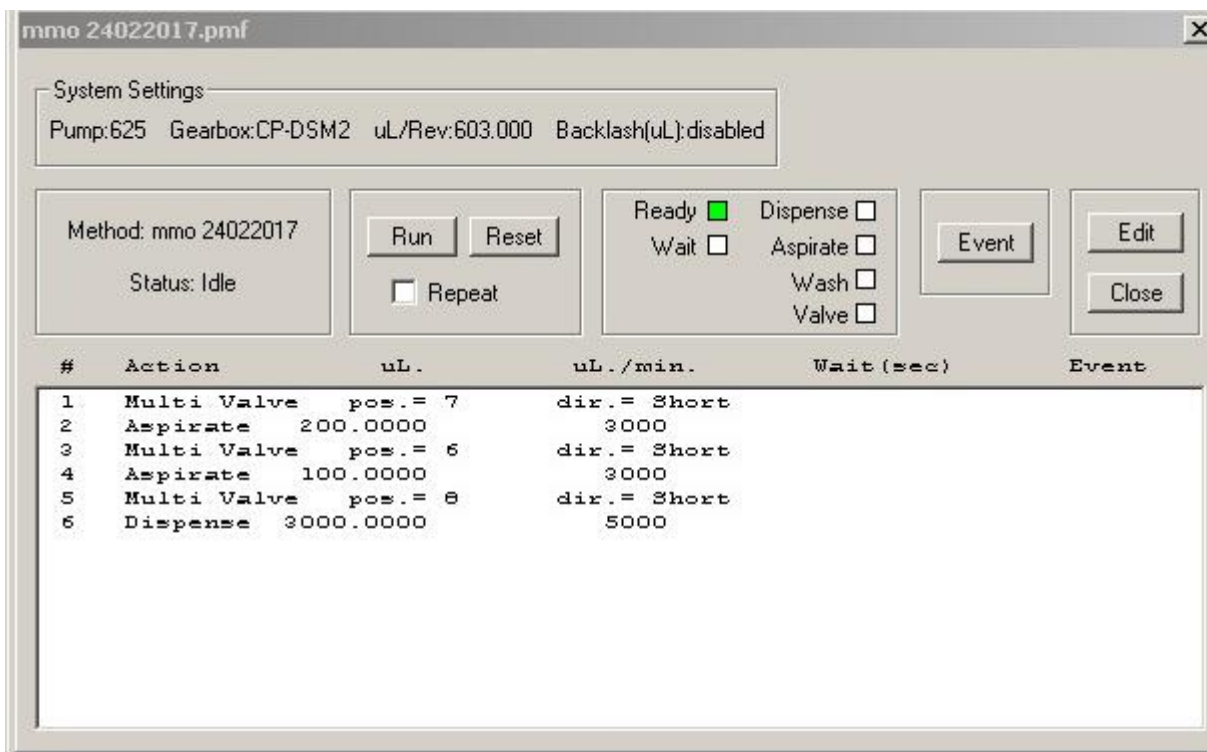 mmo 24022017.pmf
System Settings
Pump:625 Gearbox:CP-DSM2 uL/Rev:603.000 Backlash(uL):disabled
Method: mmo 24022017
Status: Idle
Run Reset
Repeat
Ready Dispense
Wait Aspirate
Wash
Valve
Event
Edit
Close
# Action uL. uL./min. Wait(sec) Event
1 Multi Valve pos.= 7 dir.= Short
2 Aspirate 200.0000 3000
3 Multi Valve pos.= 6 dir.= Short
4 Aspirate 100.0000 3000
5 Multi Valve pos.= 8 dir.= Short
6 Dispense 3000.0000 5000